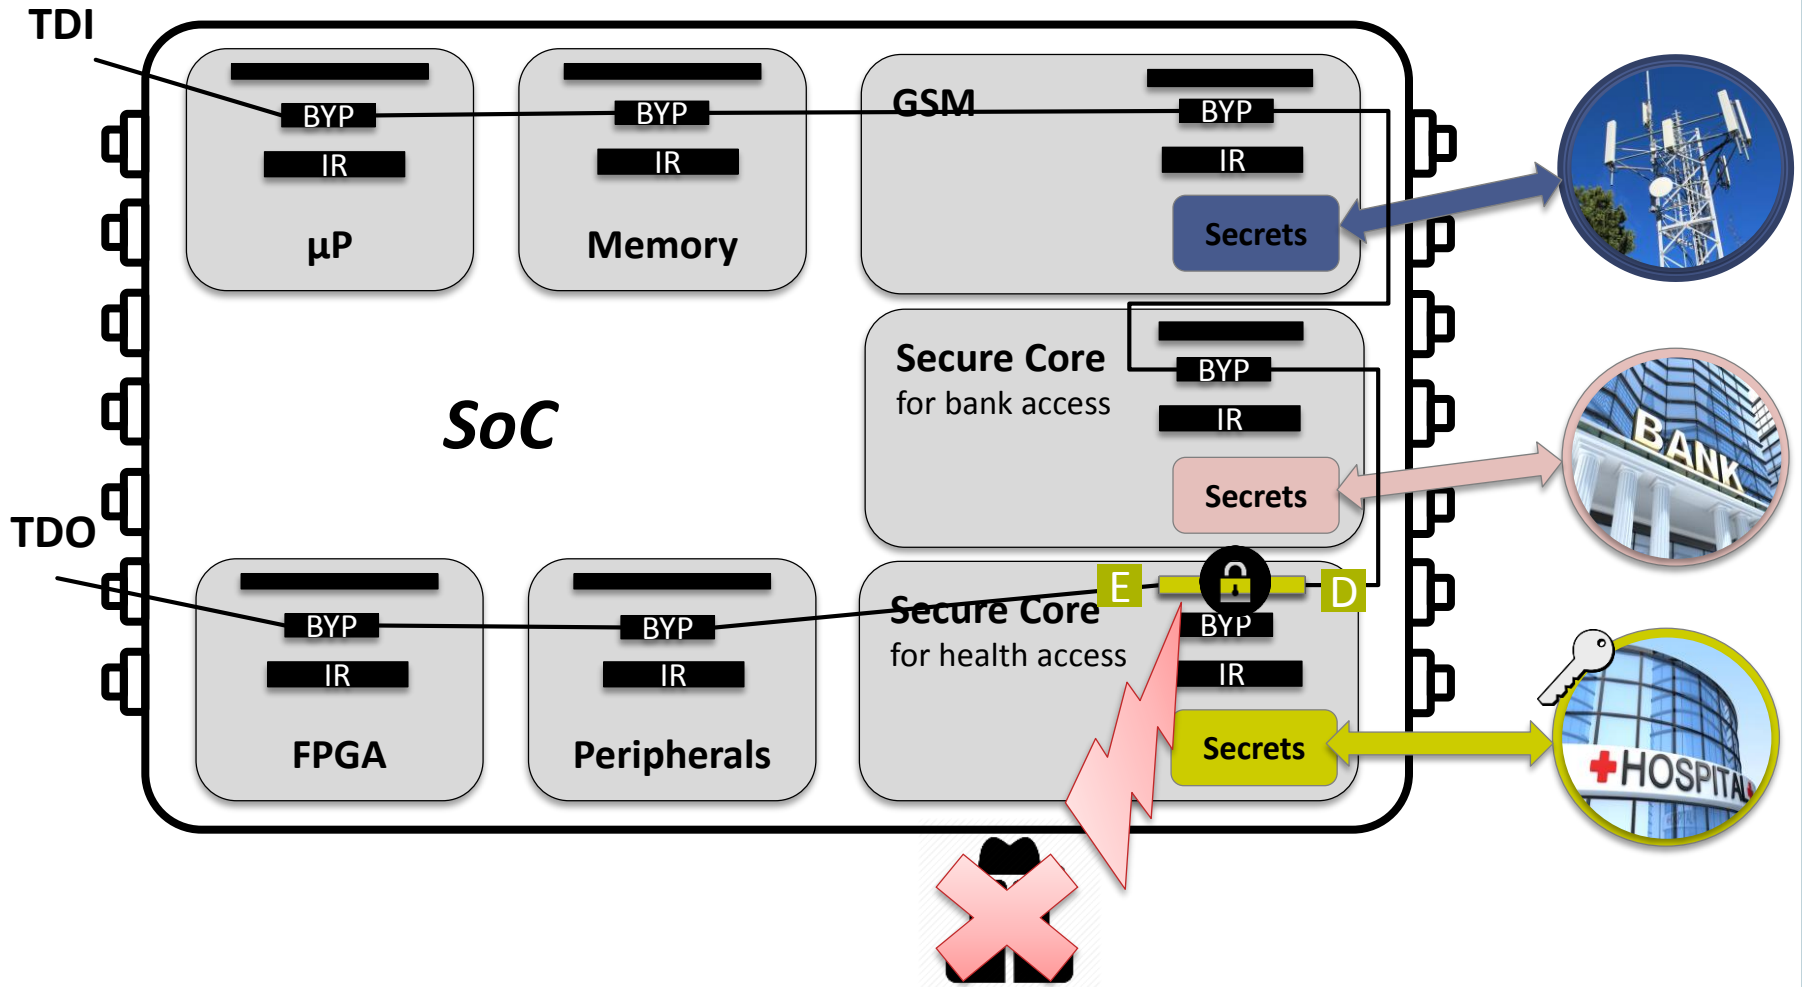 TDI
BYP
IR
μP
BYP
IR
Memory
GSM
BYP
IR
Secrets
Secure Core
for bank access
BYP
IR
Secrets
BANK
SoC
TDO
BYP
IR
FPGA
BYP
IR
Peripherals
E
D
Secure Core
for health access
BYP
IR
Secrets
HOSPITAL